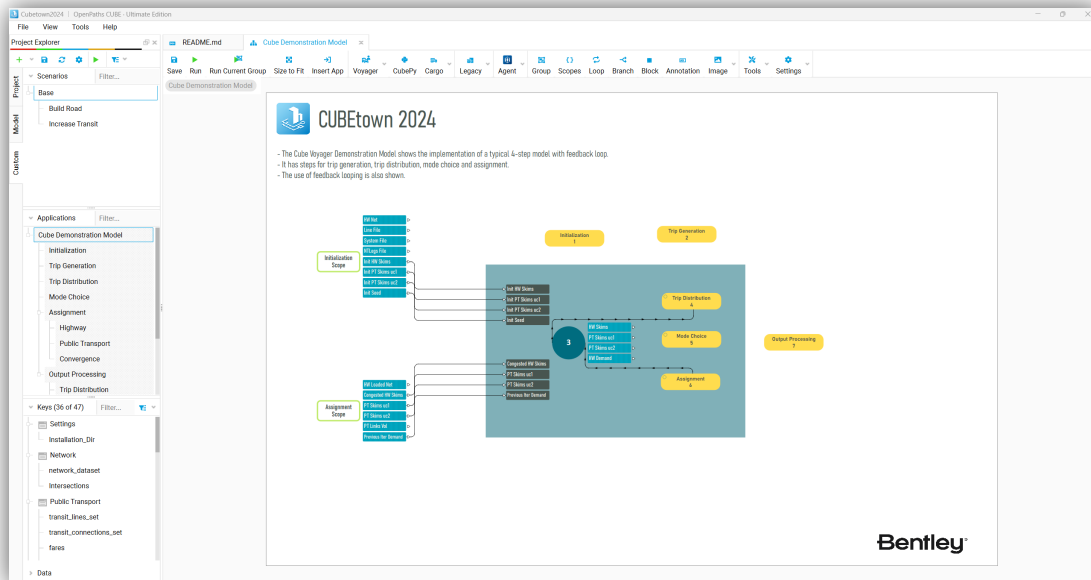 Cubetown2024 | OpenPaths CUBE - Ultimate Edition
File View Tools Help
Project Explorer
README.md
Cube Demonstration Model
Save Run Run Current Group Size to Fit Insert App Voyager CubePy Cargo Legacy Agent Group Scopes Loop Branch Block Annotation Image Tools Settings
Cube Demonstration Model
Project
Model
Custom
Scenarios Filter...
Base
Build Road
Increase Transit
Applications Filter...
Cube Demonstration Model
Initialization
Trip Generation
Trip Distribution
Mode Choice
Assignment
Highway
Public Transport
Convergence
Output Processing
Trip Distribution
Keys (36 of 47) Filter...
Settings
Installation_Dir
Network
network_dataset
Intersections
Public Transport
transit_lines_set
transit_connections_set
fares
Data
CUBEtown 2024
- The Cube Voyager Demonstration Model shows the implementation of a typical 4-step model with feedback loop.
- It has steps for trip generation, trip distribution, mode choice and assignment.
- The use of feedback looping is also shown.
Initialization
Scope
HW Net
Line File
System File
NTLegs File
Init HW Skims
Init PT Skims uc1
Init PT Skims uc2
Init Seed
Initialization
1
Trip Generation
2
Init HW Skims
Init PT Skims uc1
Init PT Skims uc2
Init Seed
3
HW Skims
PT Skims uc1
PT Skims uc2
HW Demand
Trip Distribution
4
Mode Choice
5
Assignment
6
Output Processing
7
Congested HW Skims
PT Skims uc1
PT Skims uc2
Previous Iter Demand
Assignment
Scope
HW Loaded Net
Congested HW Skims
PT Skims uc1
PT Skims uc2
PT Links Vol
Previous Iter Demand
Bentley